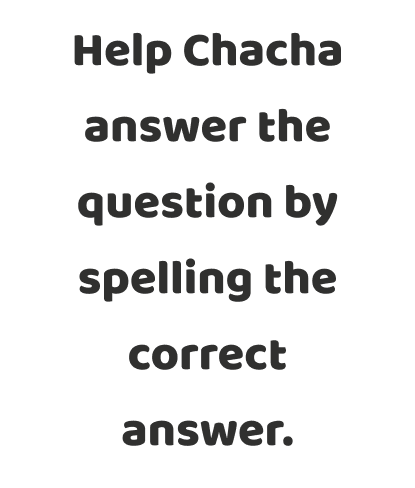 Help Chacha
answer the
question by
spelling the
correct
answer.